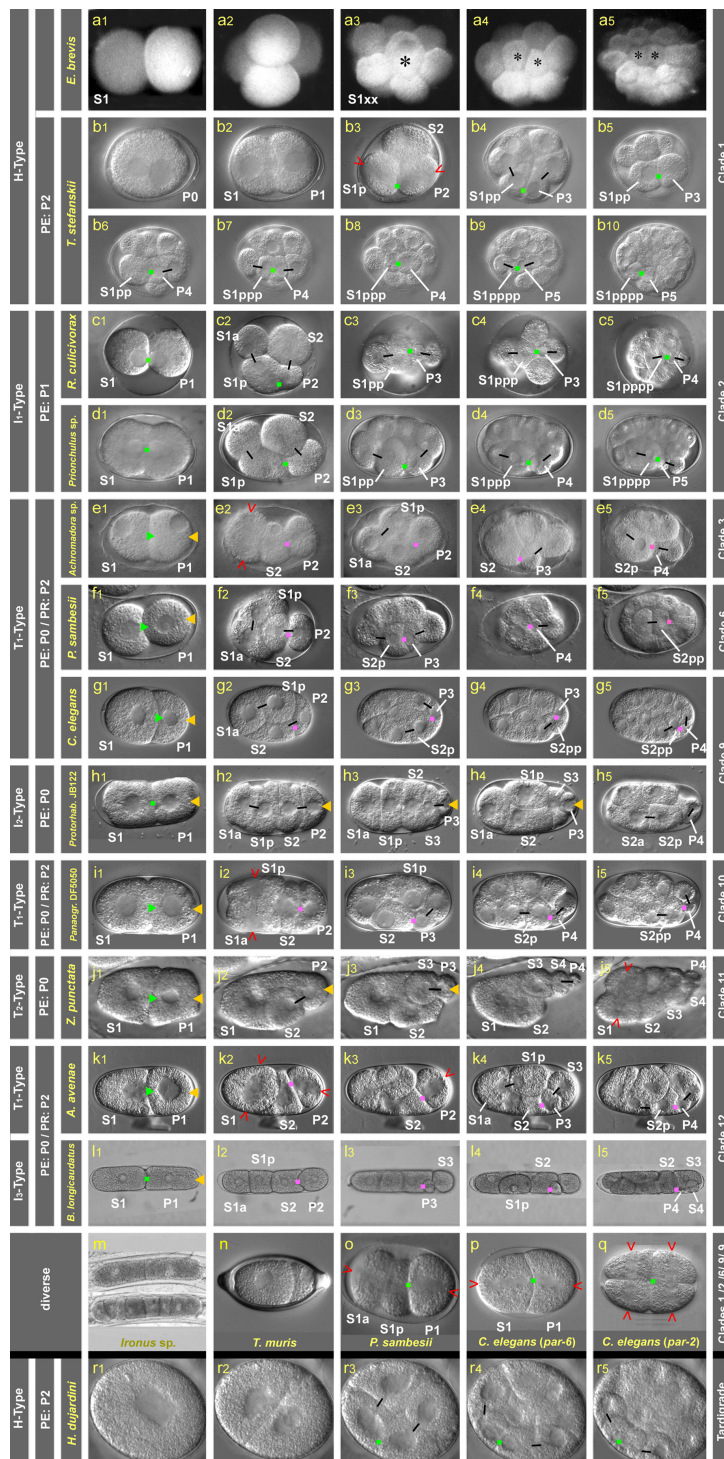 H-Type
E. brevis
a1 a2 a3 a4 a5
S1 * S1xx * * * *
Clade 1
PE: P2
T. stefanskii
b1 b2 b3 b4 b5
P0 S1 P1 S2 S1p P2 S1pp P3 S1pp P3
b6 b7 b8 b9 b10
S1pp P4 S1ppp P4 S1ppp P4 S1pppp P5 S1pppp P5
I1-Type
PE: P1
R. culicivorax
c1 c2 c3 c4 c5
S1 P1 S1a S2 S1p P2 S1pp P3 S1ppp P3 S1pppp P4
Clade 2
Prionchulus sp.
d1 d2 d3 d4 d5
S1 P1 S1a S2 S1p P2 S1pp P3 S1ppp P4 S1pppp P5
T1-Type
PE: P0 / PR: P2
Achromadora sp.
e1 e2 e3 e4 e5
S1 P1 S2 P2 S1p S1a S2 P2 S2 P3 S2p P4
Clade 3
P. sambesii
f1 f2 f3 f4 f5
S1 P1 S1p S1a S2 P2 S2p P3 P4 S2pp
Clade 6
C. elegans
g1 g2 g3 g4 g5
S1 P1 S1p P2 S1a S2 P3 S2p P3 S2pp S2pp P4
Clade 9
I2-Type
PE: P0
Protorhab. JB122
h1 h2 h3 h4 h5
S1 P1 S1a S1p S2 P2 S2 P3 S1a S1p S1p S3 S1a S2 P3 P4 S2a S2p
T1-Type
PE: P0 / PR: P2
Panaogr. DF5050
i1 i2 i3 i4 i5
S1 P1 S1p S1a S2 P2 S1p S2 P3 S2p P4 S2pp P4
Clade 10
T2-Type
PE: P0
Z. punctata
j1 j2 j3 j4 j5
S1 P1 P2 S1 S2 S3 P3 S1 S2 S3 S4 P4 S1 S2 P4 S4 S3 S2 S1
Clade 11
T1-Type
PE: P0 / PR: P2
A. avenae
k1 k2 k3 k4 k5
S1 P1 S1 S2 P2 S2 P2 S1p S3 S1a S2 P3 S2p P4
Clade 12
I3-Type
B. longicaudatus
l1 l2 l3 l4 l5
S1 P1 S1p S1a S2 P2 S3 P3 S2 S1p S2 S3 P4 S4
diverse
m n o p q
S1a S1p P1 S1 P1
Ironus sp. T. muris P. sambesii C. elegans (par-6) C. elegans (par-2)
H-Type
PE: P2
H. dujardini
r1 r2 r3 r4 r5
Tardigrade